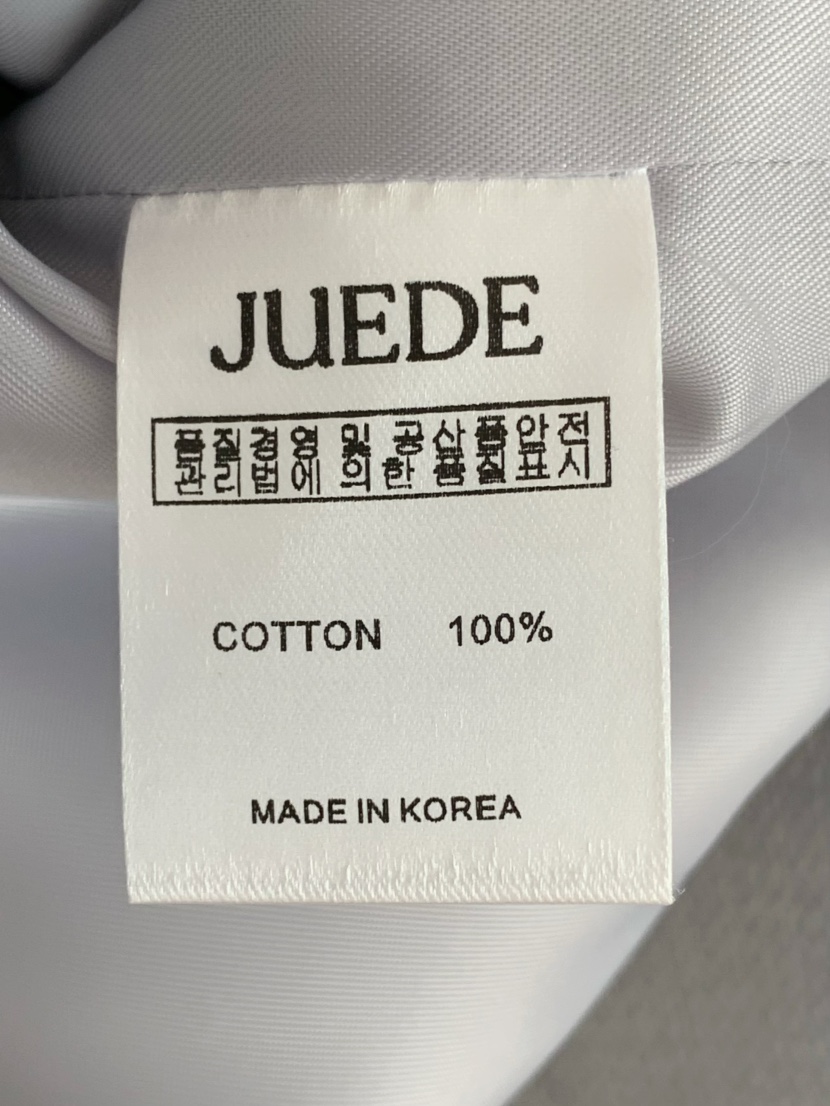 JUEDE
품질경영 및 공산품안전
관리법에 의한 품질표시
COTTON 100%
MADE IN KOREA